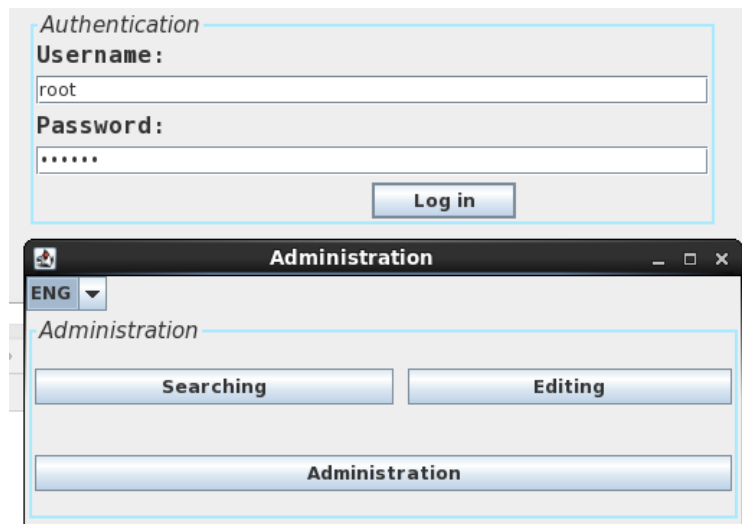 Authentication
Username:
root
Password:
••••••
Log in
Administration
ENG
Administration
Searching Editing
Administration